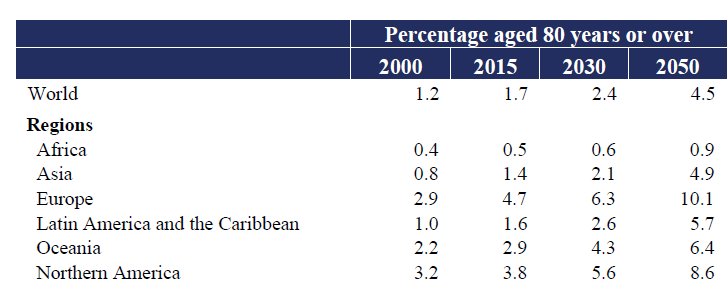 Percentage aged 80 years or over
2000 2015 2030 2050
World 1.2 1.7 2.4 4.5
Regions
Africa 0.4 0.5 0.6 0.9
Asia 0.8 1.4 2.1 4.9
Europe 2.9 4.7 6.3 10.1
Latin America and the Caribbean 1.0 1.6 2.6 5.7
Oceania 2.2 2.9 4.3 6.4
Northern America 3.2 3.8 5.6 8.6